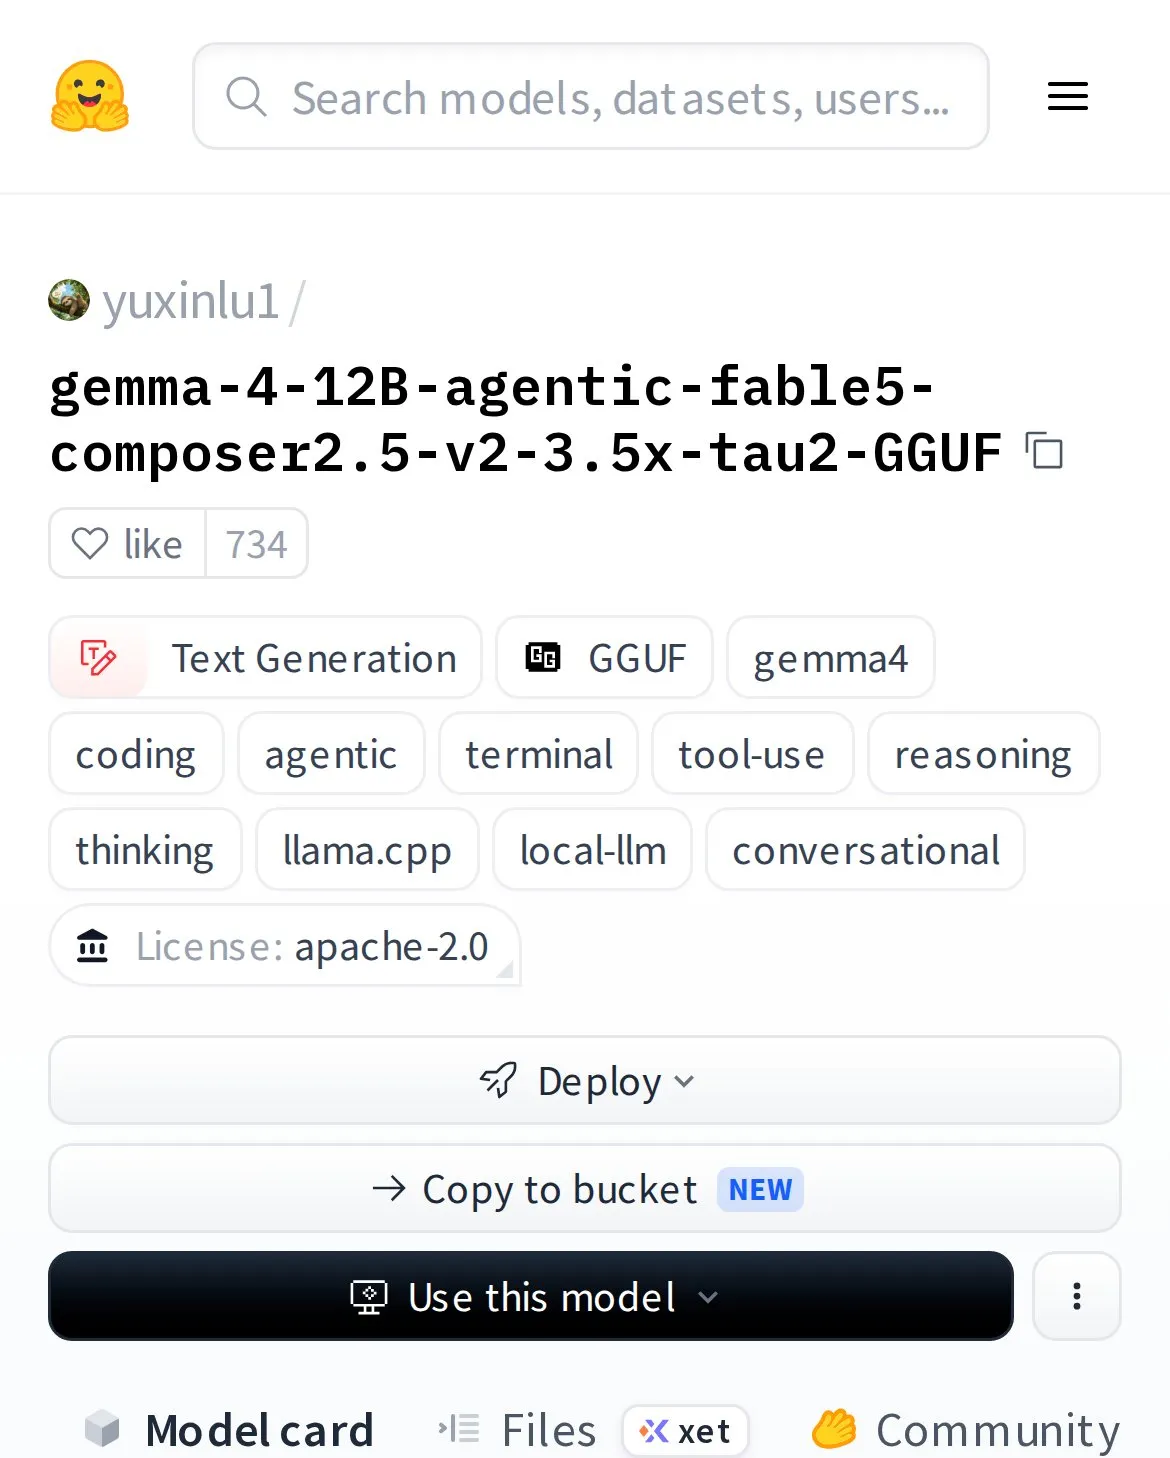 Search models, datasets, users...
yuxinlu1 /
gemma-4-12B-agentic-fable5-
composer2.5-v2-3.5x-tau2-GGUF
like 734
Text Generation GGUF gemma4
coding agentic terminal tool-use reasoning
thinking llama.cpp local-llm conversational
License: apache-2.0
Deploy
Copy to bucket NEW
Use this model
Model card Files xet Community